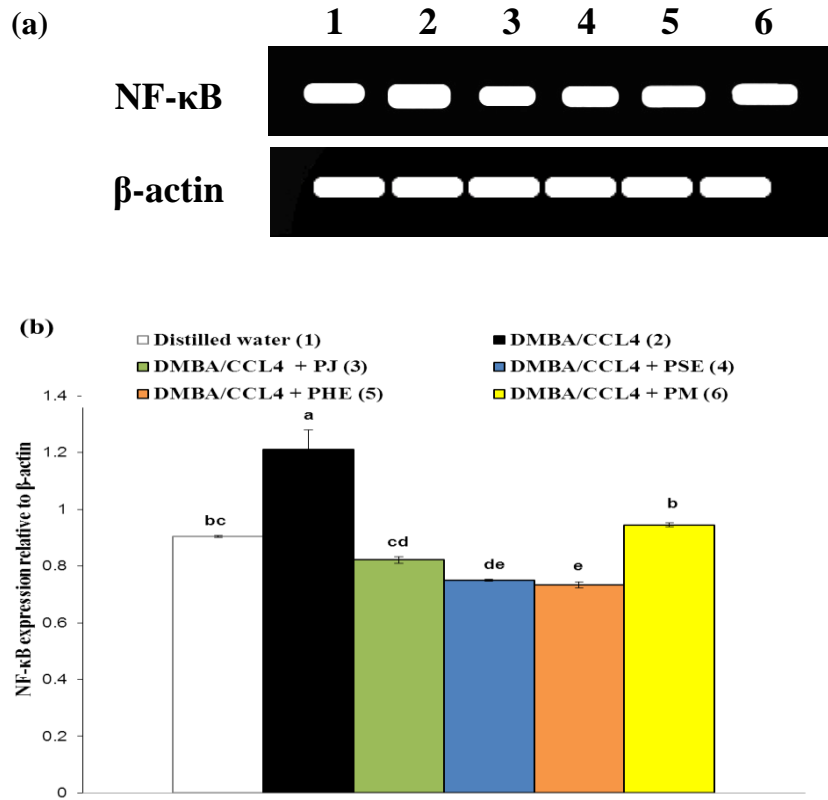 (a) 1 2 3 4 5 6
NF-κB
β-actin
(b)
Distilled water (1) DMBA/CCL4 (2)
DMBA/CCL4 + PJ (3) DMBA/CCL4 + PSE (4)
DMBA/CCL4 + PHE (5) DMBA/CCL4 + PM (6)
NF-κB expression relative to β-actin
1.4
1.2
1
0.8
0.6
0.4
0.2
0
bc
a
cd
de
e
b